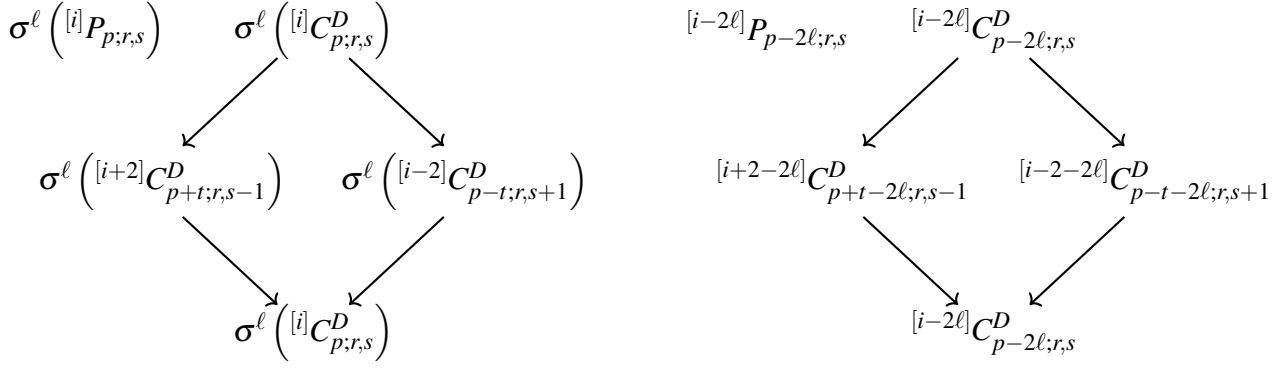 σ^ℓ ( ^{[i]}P_{p;r,s} ) σ^ℓ ( ^{[i]}C^D_{p;r,s} ) ^{[i−2ℓ]}P_{p−2ℓ;r,s} ^{[i−2ℓ]}C^D_{p−2ℓ;r,s}
σ^ℓ ( ^{[i+2]}C^D_{p+t;r,s−1} ) σ^ℓ ( ^{[i−2]}C^D_{p−t;r,s+1} ) ^{[i+2−2ℓ]}C^D_{p+t−2ℓ;r,s−1} ^{[i−2−2ℓ]}C^D_{p−t−2ℓ;r,s+1}
σ^ℓ ( ^{[i]}C^D_{p;r,s} ) ^{[i−2ℓ]}C^D_{p−2ℓ;r,s}